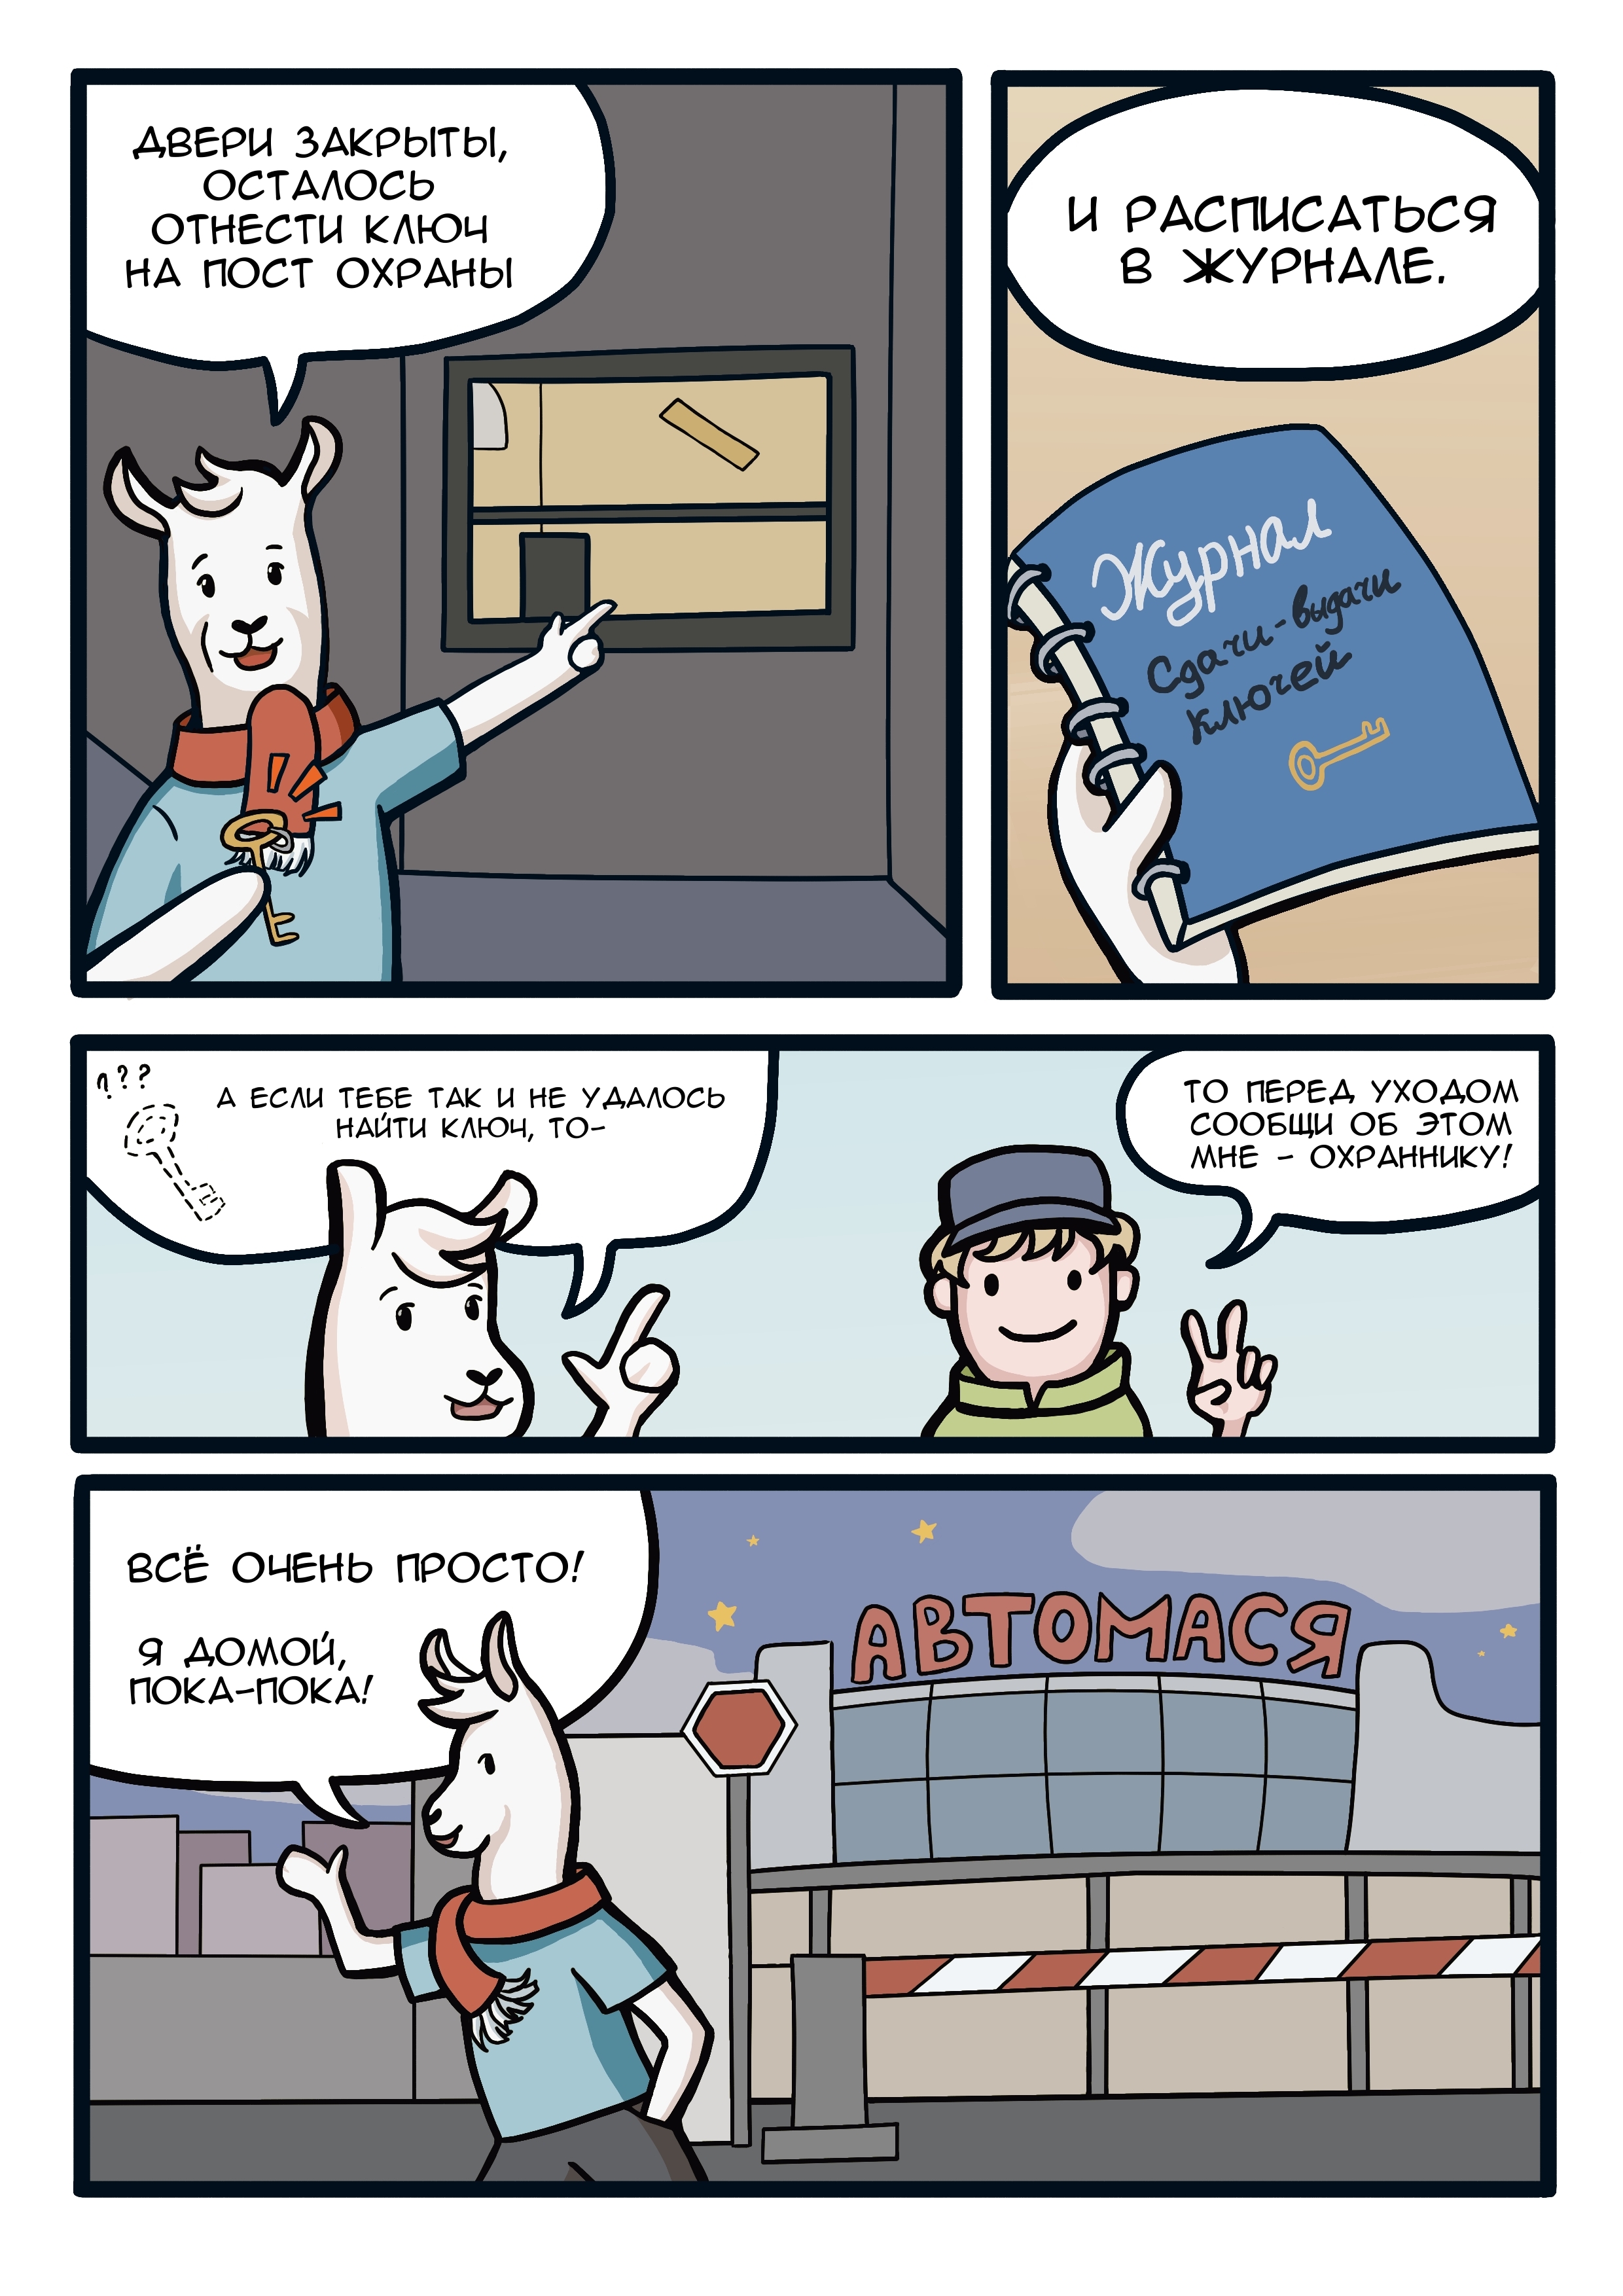 ДВЕРИ ЗАКРЫТЫ,
ОСТАЛОСЬ
ОТНЕСТИ КЛЮЧ
НА ПОСТ ОХРАНЫ
И РАСПИСАТЬСЯ
В ЖУРНАЛЕ.
Журнал
Сдачи-выдачи
ключей
???
А ЕСЛИ ТЕБЕ ТАК И НЕ УДАЛОСЬ
НАЙТИ КЛЮЧ, ТО-
ТО ПЕРЕД УХОДОМ
СООБЩИ ОБ ЭТОМ
МНЕ - ОХРАННИКУ!
ВСЁ ОЧЕНЬ ПРОСТО!
Я ДОМОЙ,
ПОКА-ПОКА!
АВТОМАСЯ